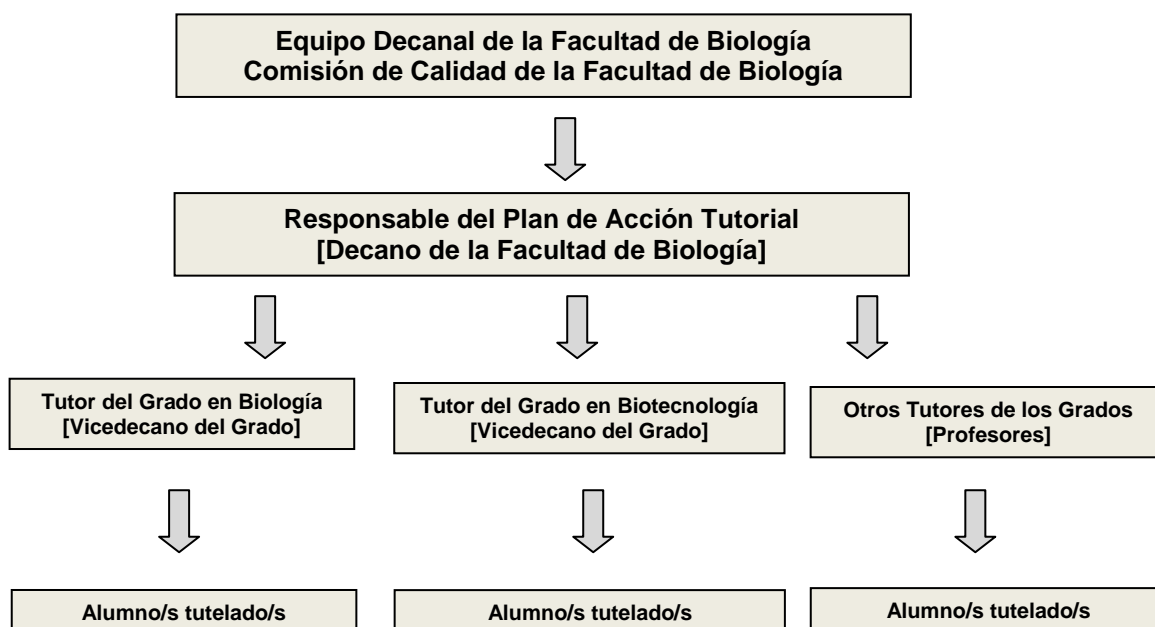 Equipo Decanal de la Facultad de Biología
Comisión de Calidad de la Facultad de Biología
Responsable del Plan de Acción Tutorial
[Decano de la Facultad de Biología]
Tutor del Grado en Biología
[Vicedecano del Grado]
Tutor del Grado en Biotecnología
[Vicedecano del Grado]
Otros Tutores de los Grados
[Profesores]
Alumno/s tutelado/s
Alumno/s tutelado/s
Alumno/s tutelado/s